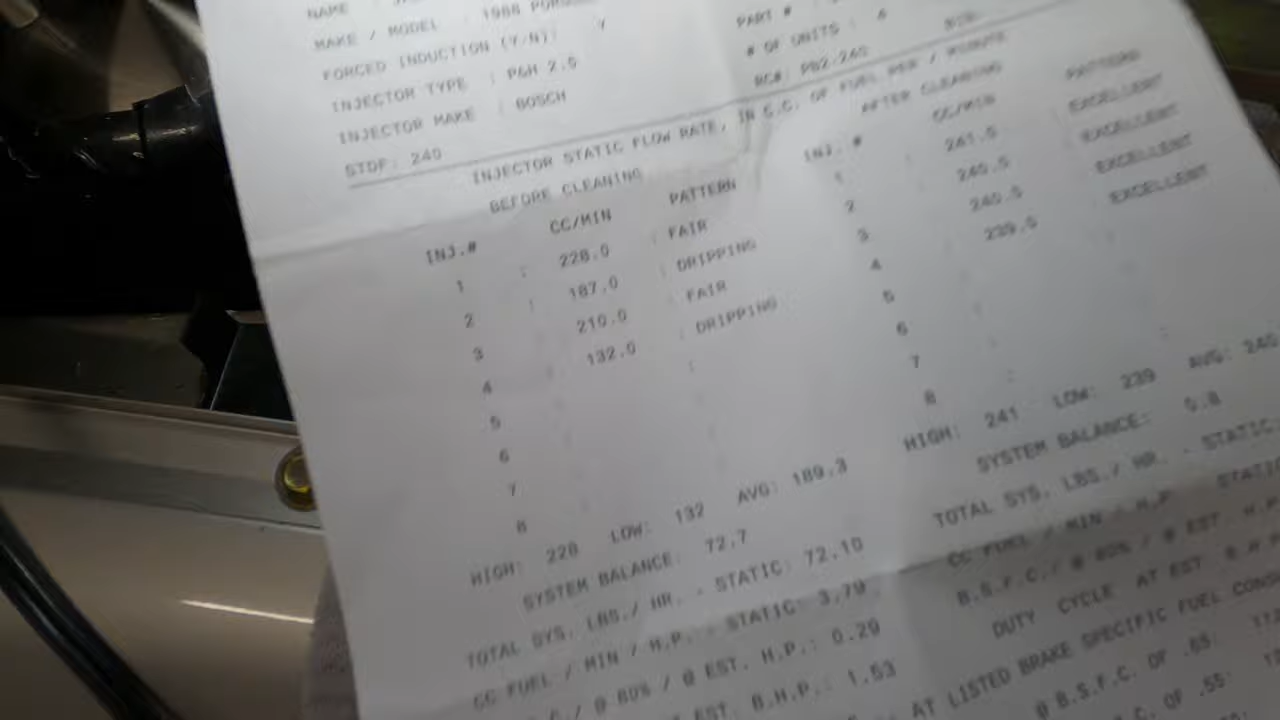 NAME :
MAKE / MODEL : 1988
FORCED INDUCTION (Y/N): Y
INJECTOR TYPE : P&H 2.0
INJECTOR MAKE : BOSCH
STDF: 240
PART # :
# OF UNITS :
RC#: PB2-240
INJECTOR STATIC FLOW RATE, IN C.C. OF FUEL PER / MINUTE
BEFORE CLEANING
INJ.# CC/MIN PATTERN
1 : 228.0 : FAIR
2 : 187.0 : DRIPPING
3 210.0 : FAIR
4 132.0 : DRIPPING
5 :
6
7
8
HIGH: 228 LOW: 132 AVG: 189.3
SYSTEM BALANCE: 72.7
TOTAL SYS. LBS./ HR. - STATIC: 72.10
CC FUEL / MIN / H.P. - STATIC: 3.79
/ @ 80% / @ EST. H.P.: 0.29
EST. B.H.P.: 1.53
AFTER CLEANING
INJ. # CC/MIN PATTERN
1 : 241.5 EXCELLENT
2 240.5 EXCELLENT
3 240.5 EXCELLENT
4 239.5 EXCELLENT
5
6
7
8
HIGH: 241 LOW: 239 AVG: 240
SYSTEM BALANCE: 0.8
TOTAL SYS. LBS./ HR. - STATIC:
CC FUEL / MIN / H.P. STATIC
B.S.F.C./ @ 80% / @ EST. H.P.
DUTY CYCLE AT EST. B.H.P.
AT LISTED BRAKE SPECIFIC FUEL
@ B.S.F.C. OF .65:
OF .55: